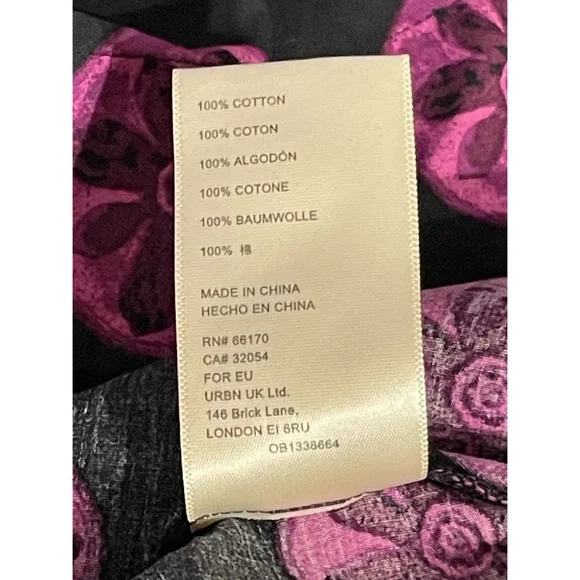 100% COTTON
100% COTON
100% ALGODÓN
100% COTONE
100% BAUMWOLLE
100% 棉
MADE IN CHINA
HECHO EN CHINA
RN# 66170
CA# 32054
FOR EU
URBN UK Ltd.
146 Brick Lane,
LONDON EI 6RU
OB1338664